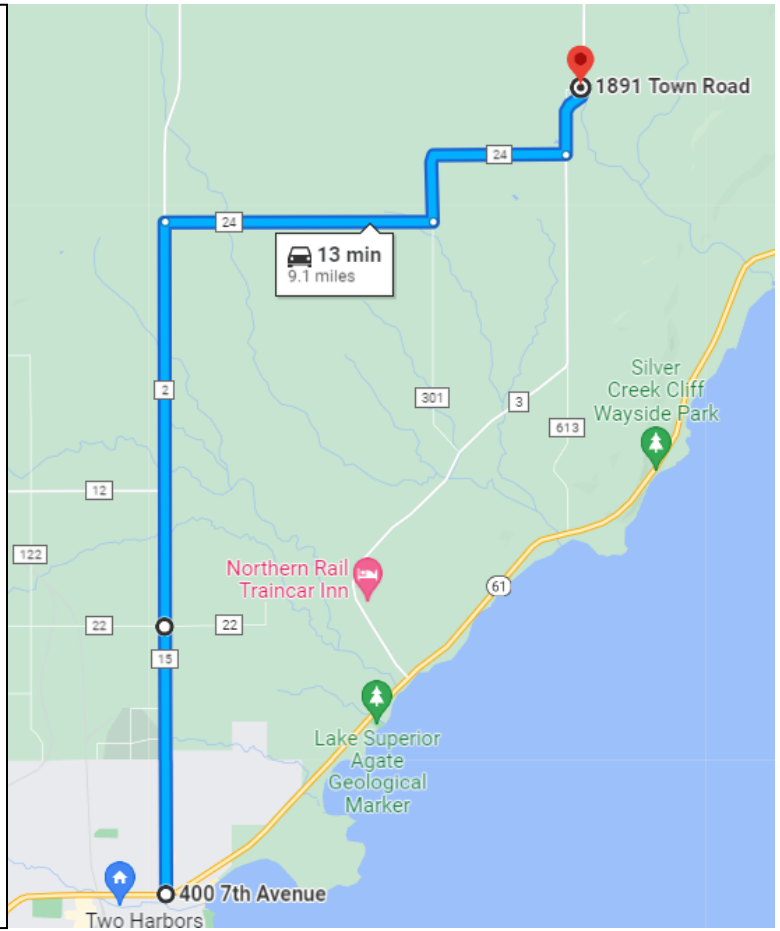 1891 Town Road
24
24
13 min
9.1 miles
2
301
3
613
Silver
Creek Cliff
Wayside Park
12
122
Northern Rail
Traincar Inn
61
22
22
15
Lake Superior
Agate
Geological
Marker
400 7th Avenue
Two Harbors